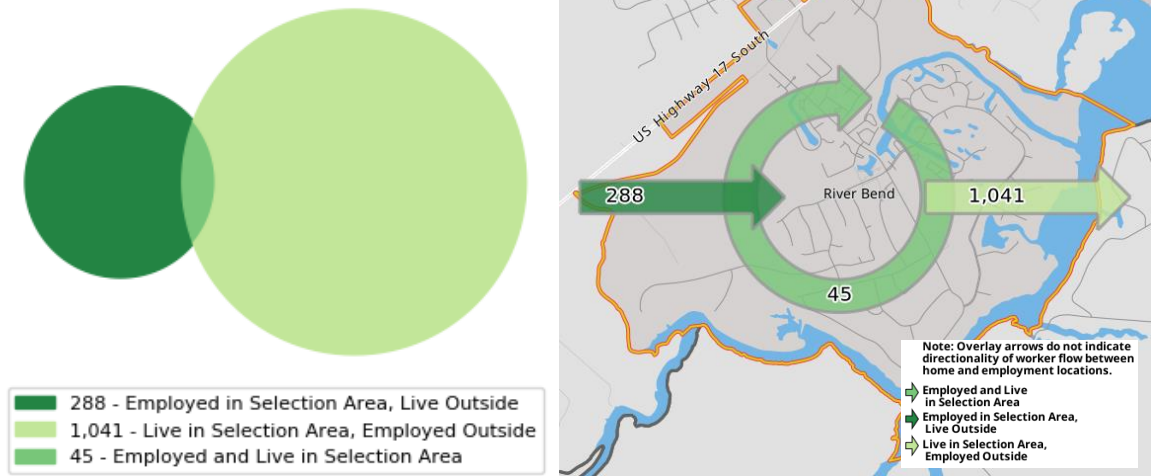 288 - Employed in Selection Area, Live Outside
1,041 - Live in Selection Area, Employed Outside
45 - Employed and Live in Selection Area
US Highway 17 South
288
River Bend
1,041
45
Note: Overlay arrows do not indicate
directionality of worker flow between
home and employment locations.
Employed and Live
in Selection Area
Employed in Selection Area,
Live Outside
Live in Selection Area,
Employed Outside